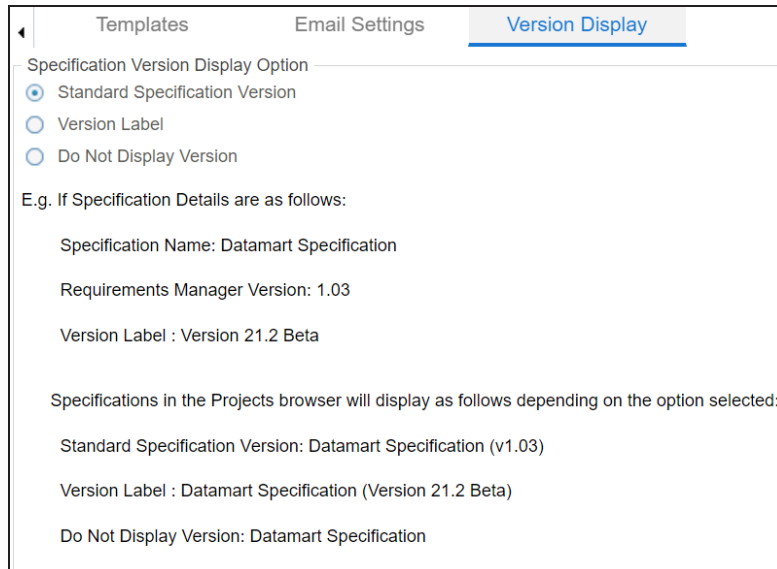 Templates Email Settings Version Display
Specification Version Display Option
Standard Specification Version
Version Label
Do Not Display Version
E.g. If Specification Details are as follows:
Specification Name: Datamart Specification
Requirements Manager Version: 1.03
Version Label : Version 21.2 Beta
Specifications in the Projects browser will display as follows depending on the option selected:
Standard Specification Version: Datamart Specification (v1.03)
Version Label : Datamart Specification (Version 21.2 Beta)
Do Not Display Version: Datamart Specification